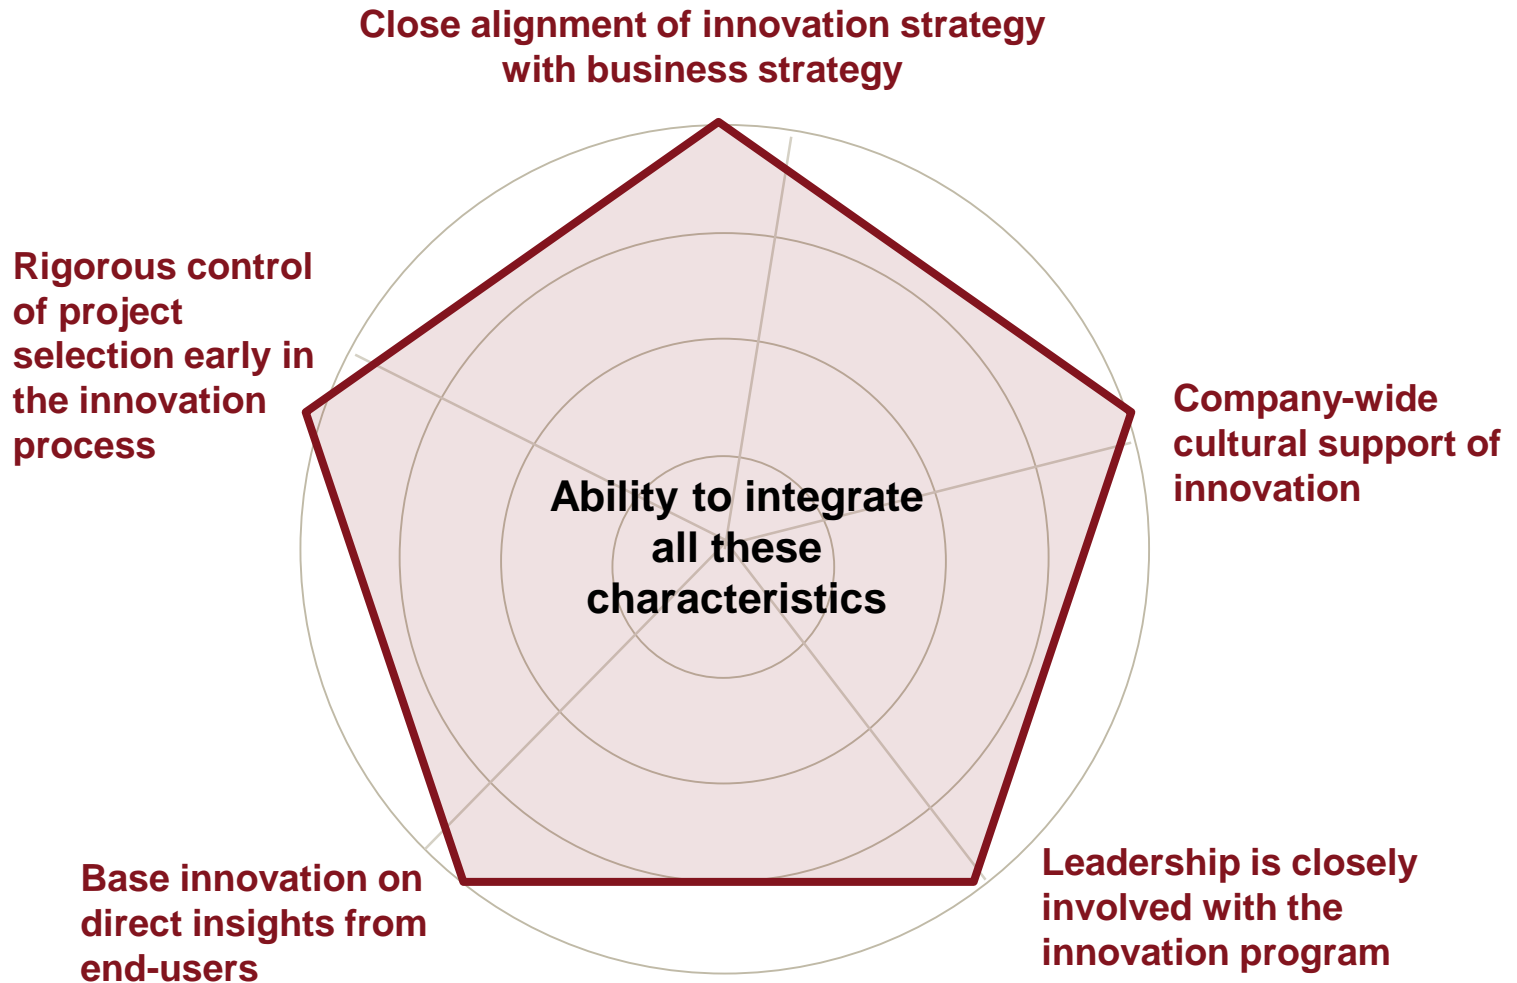 Close alignment of innovation strategy
with business strategy
Rigorous control
of project
selection early in
the innovation
process
Company-wide
cultural support of
innovation
Ability to integrate
all these
characteristics
Base innovation on
direct insights from
end-users
Leadership is closely
involved with the
innovation program